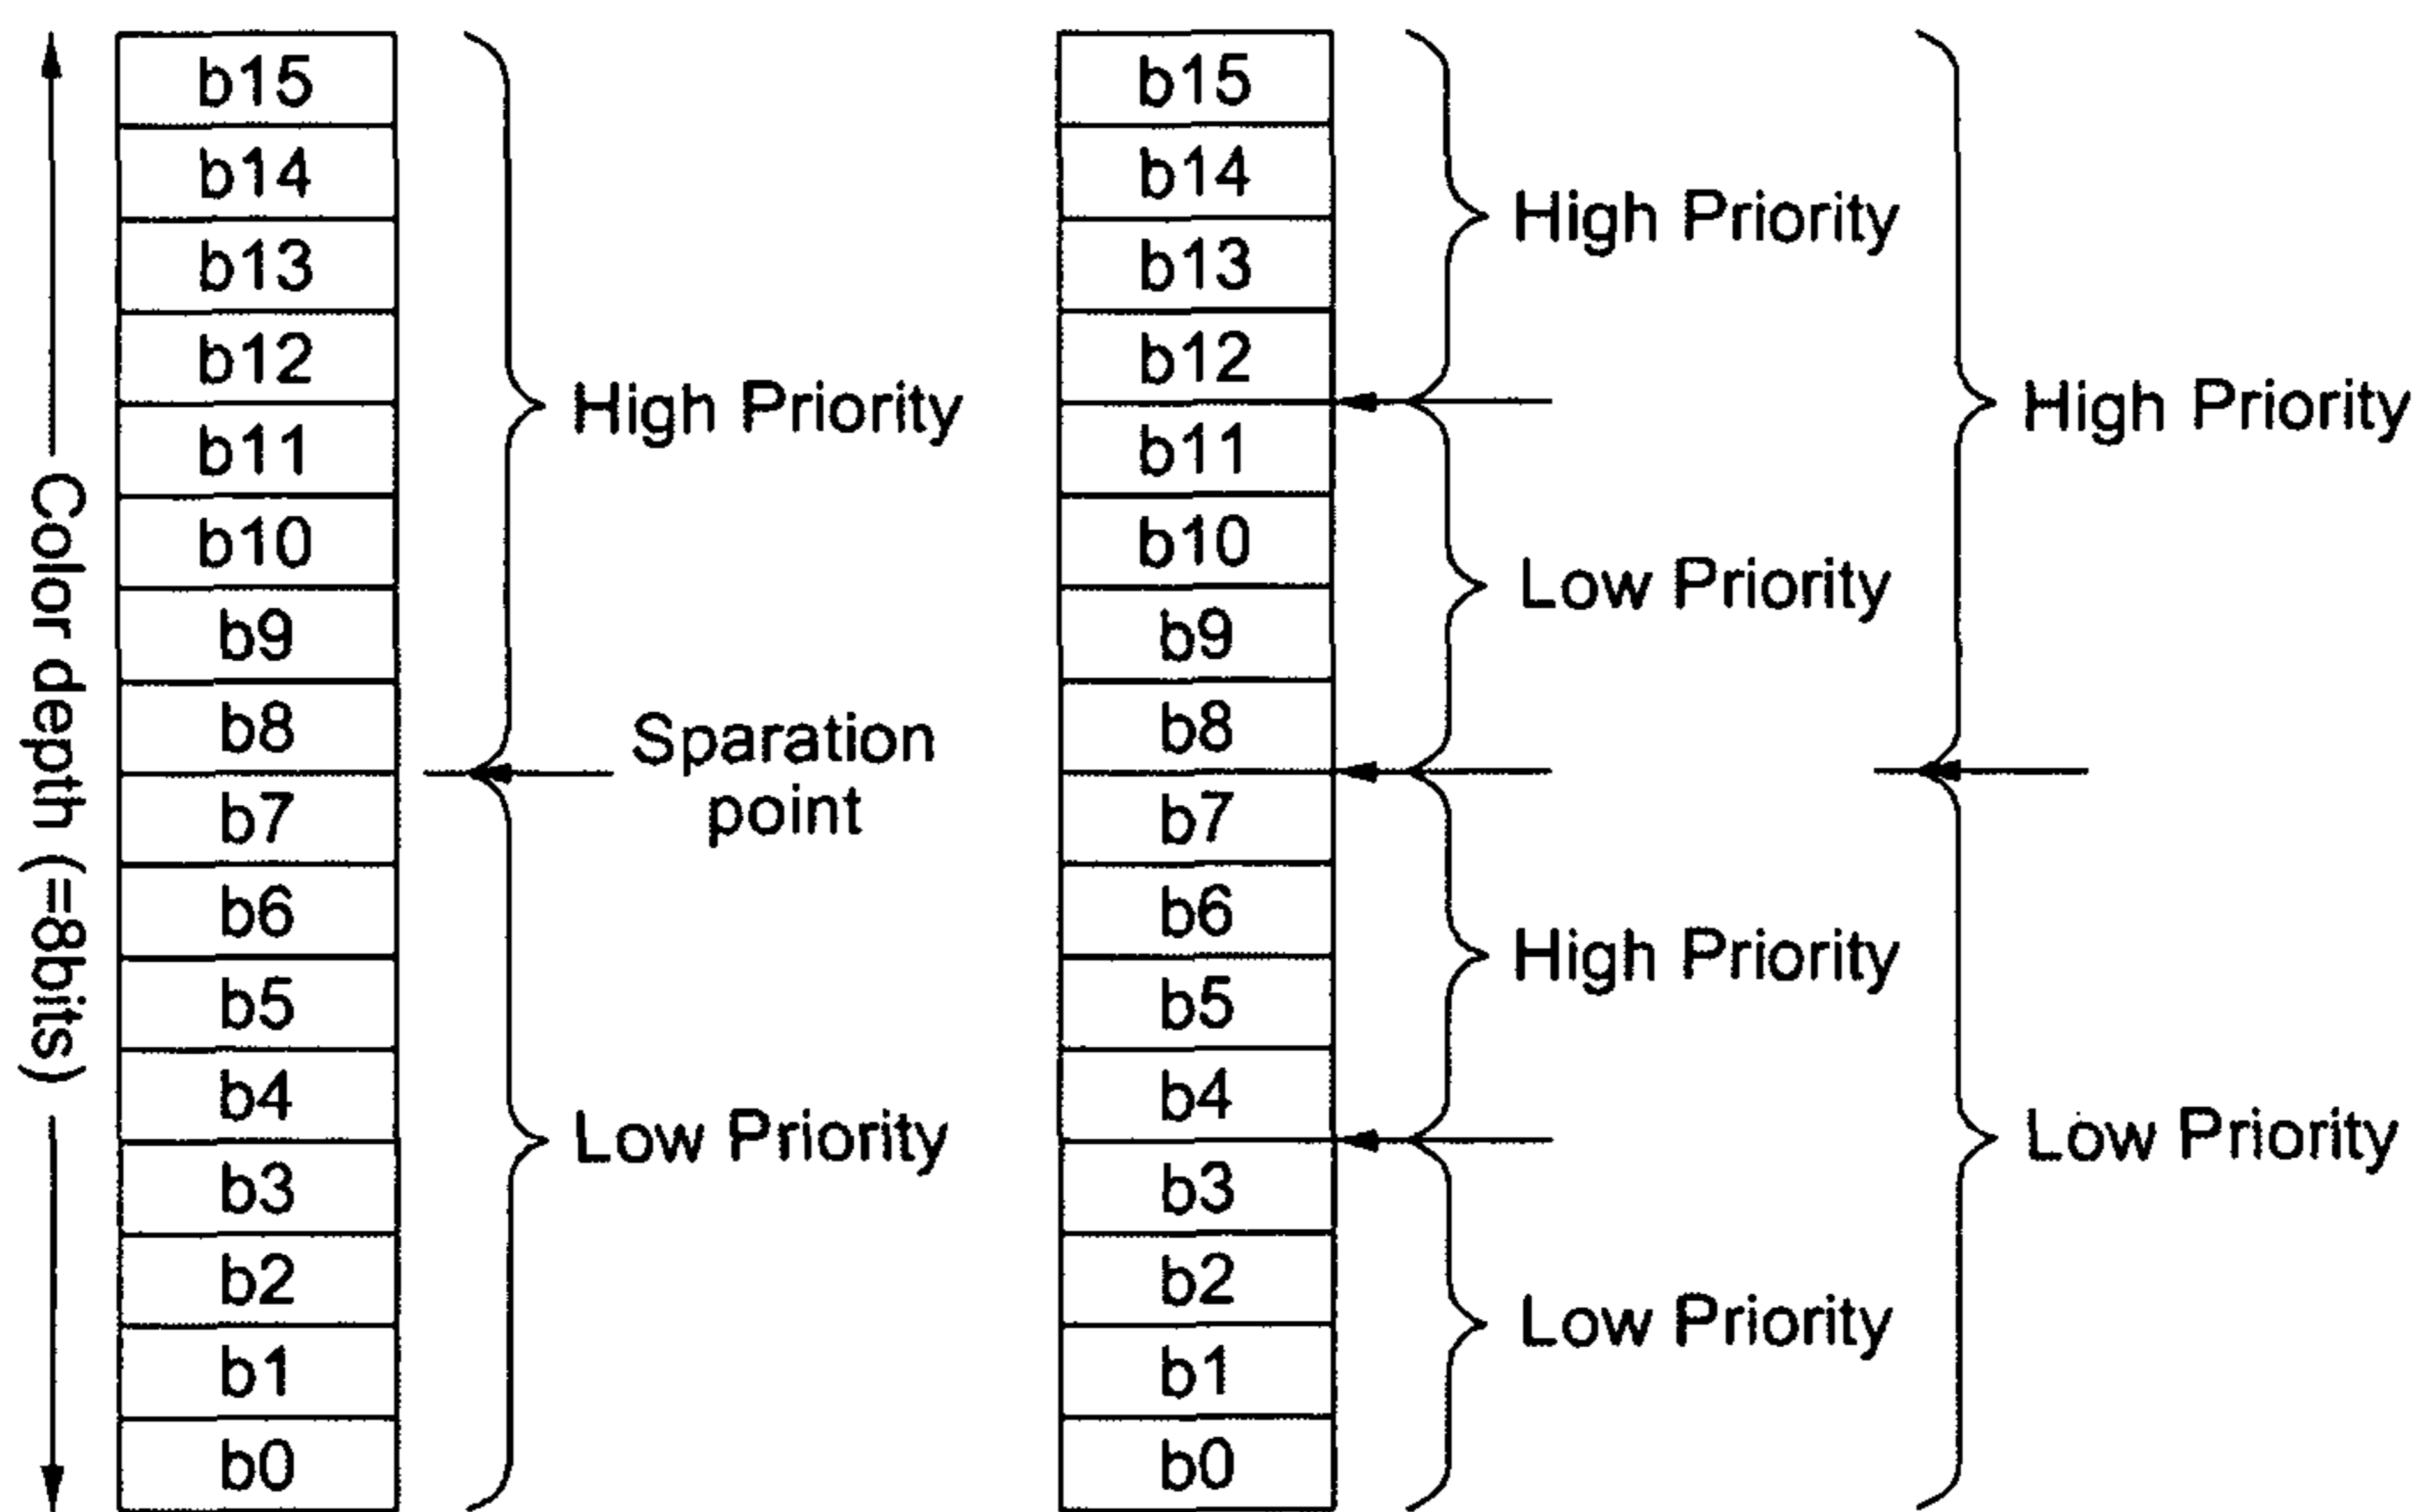 Color depth (=8bits)
b15
b14
b13
b12
b11
b10
b9
b8
b7
b6
b5
b4
b3
b2
b1
b0
High Priority
Sparation
point
Low Priority
b15
b14
b13
b12
b11
b10
b9
b8
b7
b6
b5
b4
b3
b2
b1
b0
High Priority
Low Priority
High Priority
Low Priority
High Priority
Low Priority